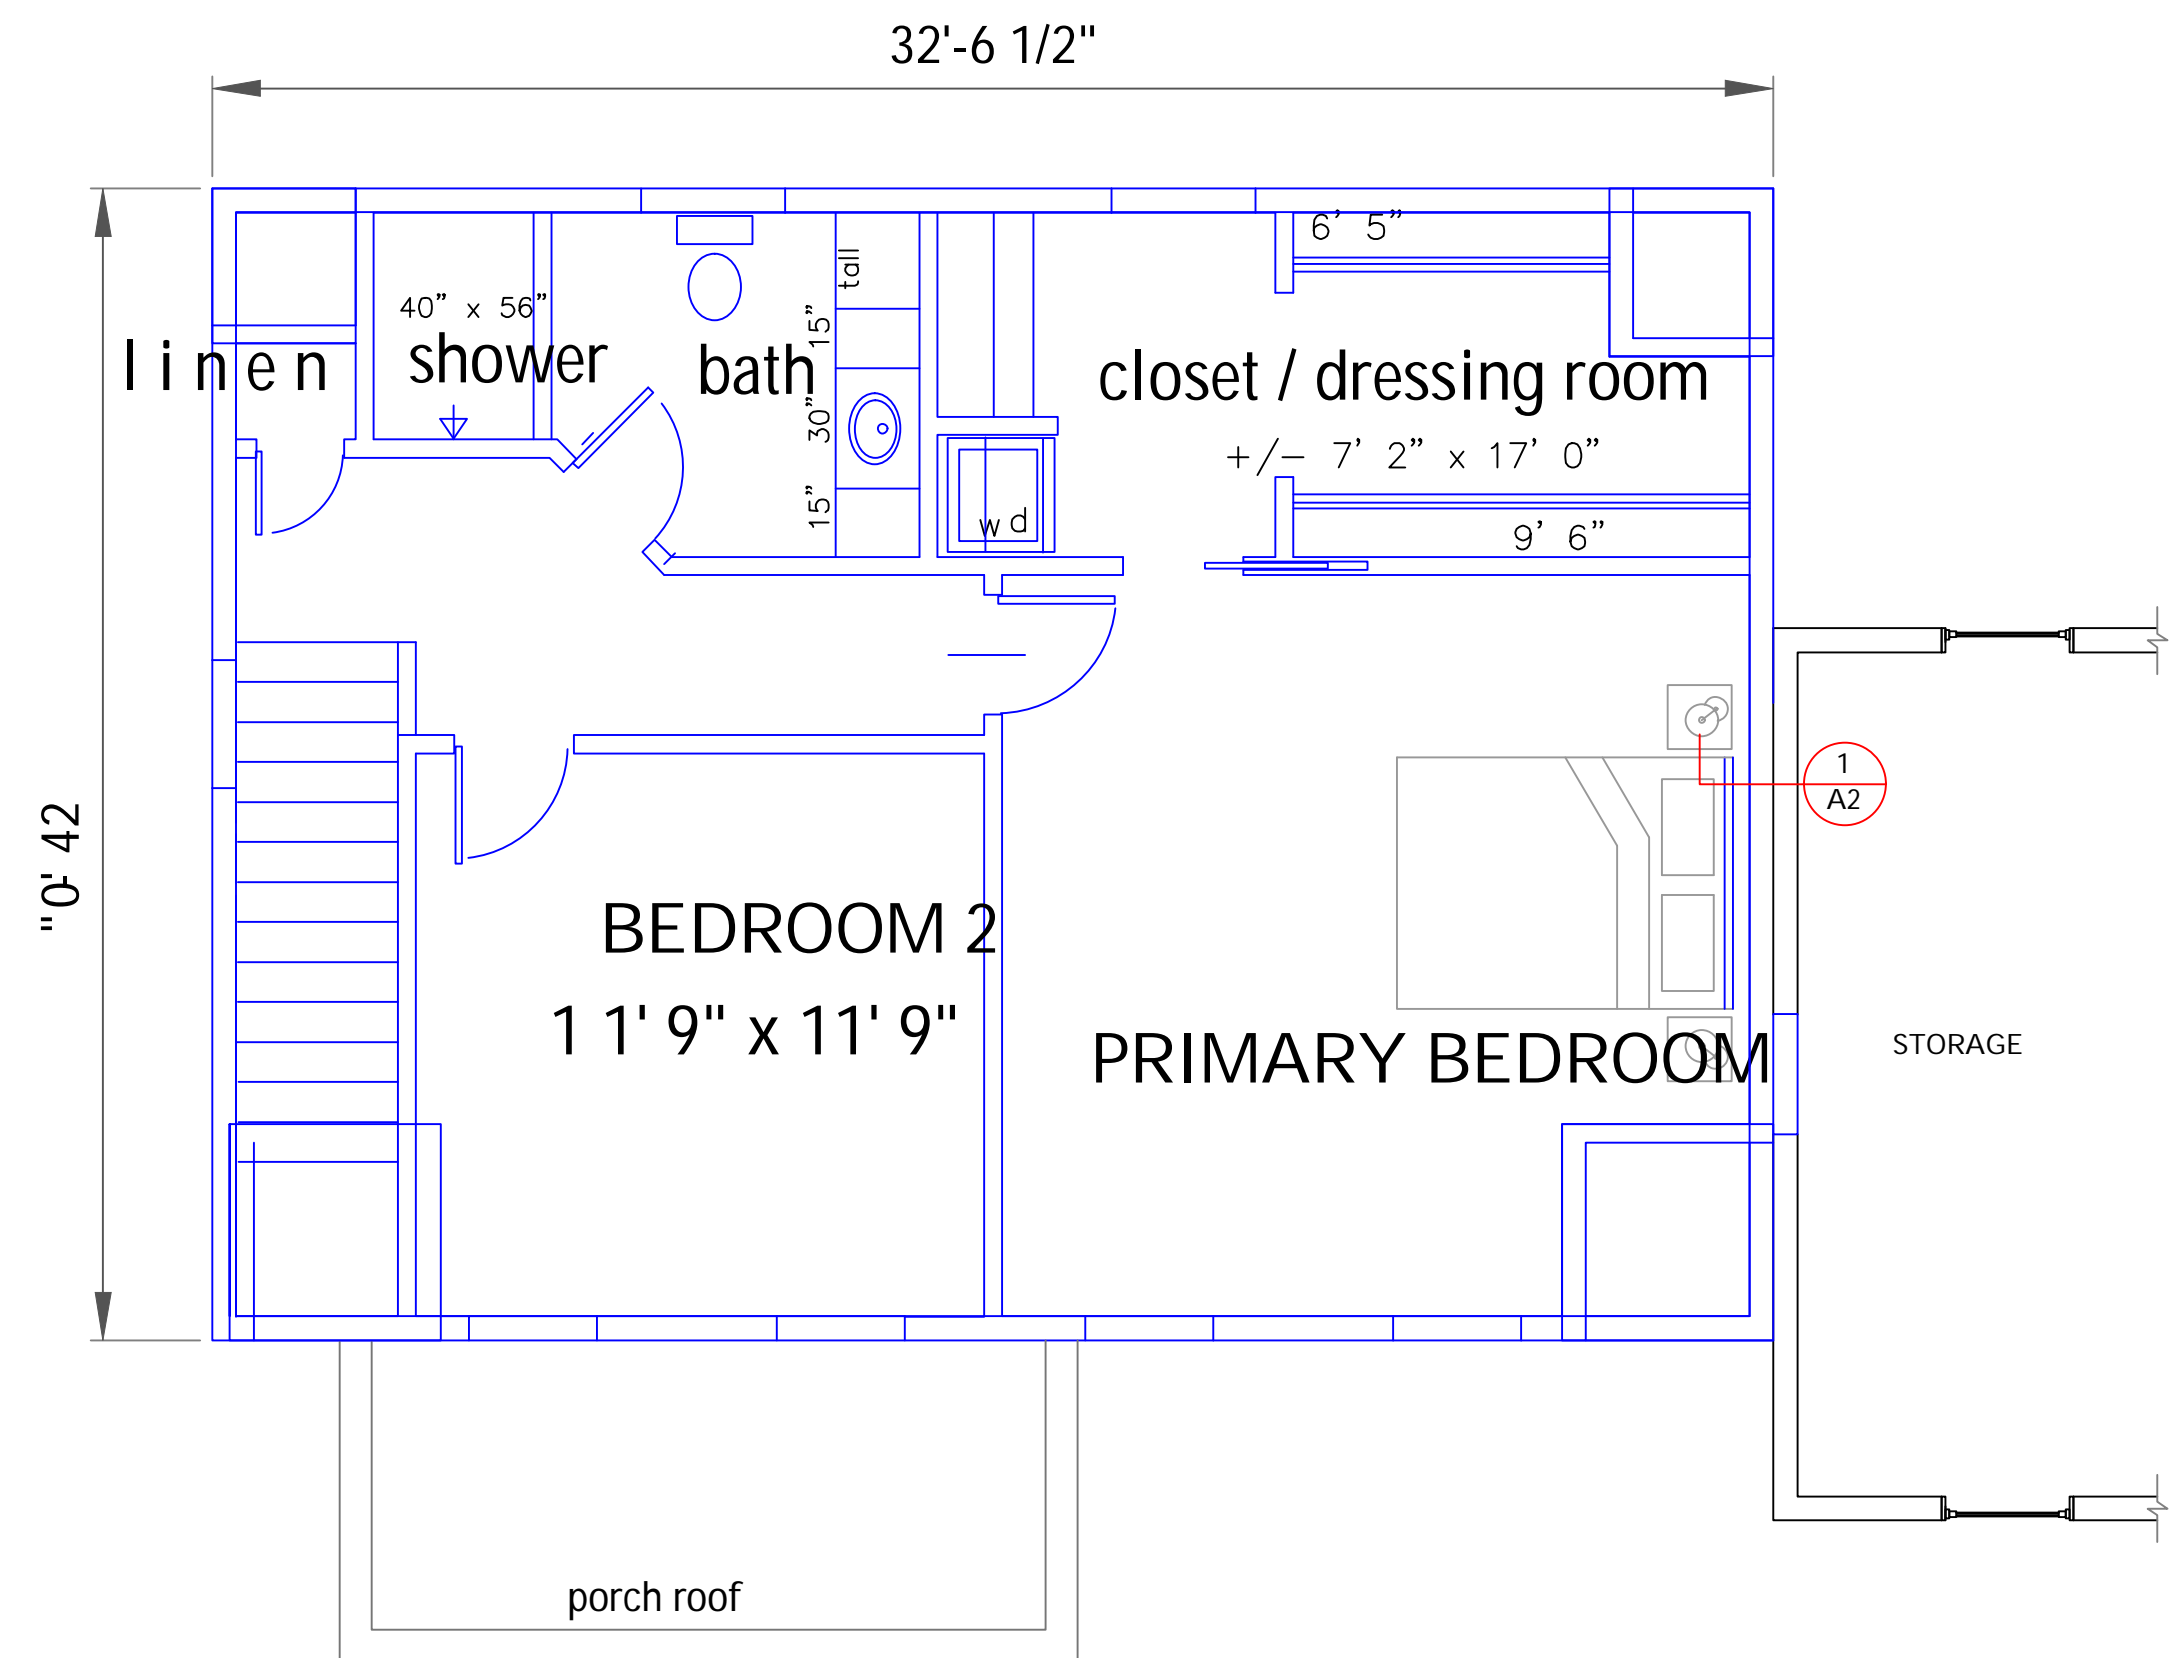 32'-6 1/2"
6’ 5”
tall
40” x 56”
15”
linen
shower
bath
closet / dressing room
30”
+/- 7’ 2” x 17’ 0”
15”
wd
9’ 6”
1
A2
"0'- 42
BEDROOM 2
11' 9" x 11' 9"
PRIMARY BEDROOM
STORAGE
porch roof